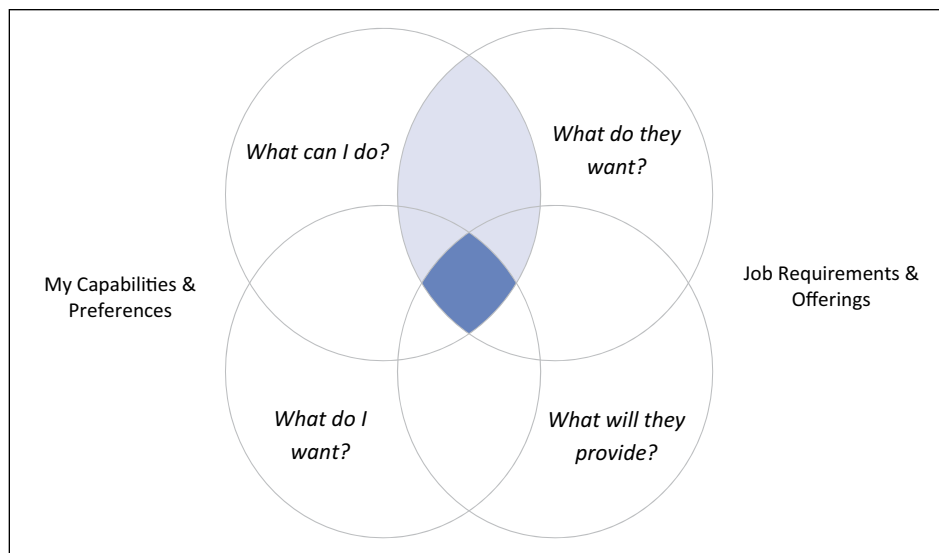 What can I do?
What do they
want?
My Capabilities &
Preferences
Job Requirements &
Offerings
What do I
want?
What will they
provide?